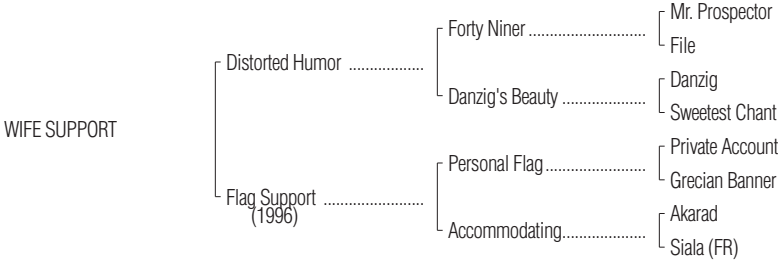 Mr. Prospector
Forty Niner ............................
File
Distorted Humor ..................
Danzig
Danzig's Beauty ....................
Sweetest Chant
WIFE SUPPORT
Private Account
Personal Flag........................
Grecian Banner
Flag Support ........................
(1996)
Akarad
Accommodating....................
Siala (FR)